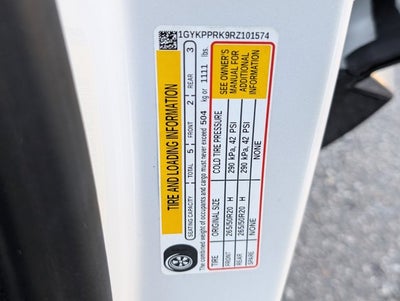 1GYKPPRK9RZ101574
TIRE AND LOADING INFORMATION
SEATING CAPACITY TOTAL 5 FRONT 2 REAR 3
The combined weight of occupants and cargo must never exceed 504 kg or 1111 lbs.
TIRE ORIGINAL SIZE COLD TIRE PRESSURE
FRONT 265/50R20 H 290 kPa, 42 PSI
REAR 265/50R20 H 290 kPa, 42 PSI
SPARE NONE NONE
SEE OWNER'S
MANUAL FOR
ADDITIONAL
INFORMATION